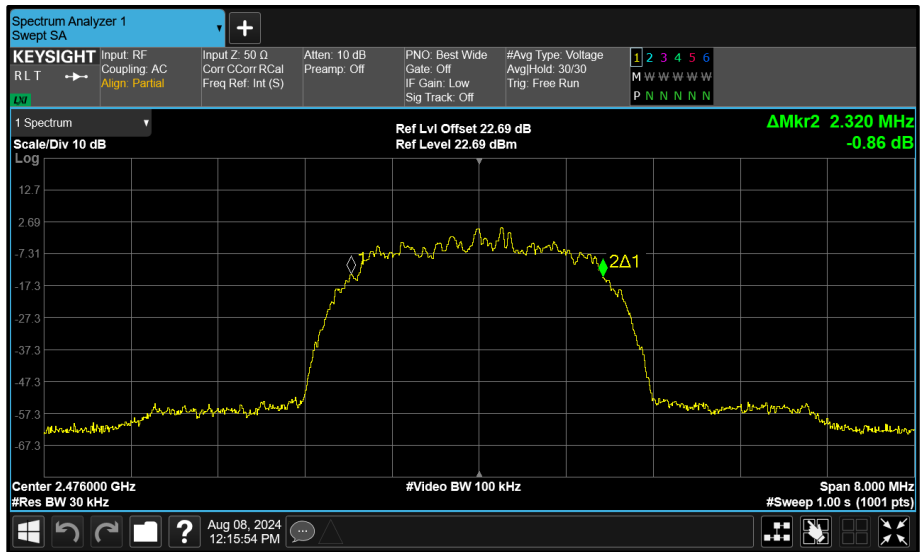 Spectrum Analyzer 1
Swept SA
KEYSIGHT
R L T
LXI
Input: RF
Coupling: AC
Align: Partial
Input Z: 50 Ω
Corr CCorr RCal
Freq Ref: Int (S)
Atten: 10 dB
Preamp: Off
PNO: Best Wide
Gate: Off
IF Gain: Low
Sig Track: Off
#Avg Type: Voltage
Avg|Hold: 30/30
Trig: Free Run
1 2 3 4 5 6
M W W W W W
P N N N N N
1 Spectrum
Scale/Div 10 dB
Ref Lvl Offset 22.69 dB
Ref Level 22.69 dBm
ΔMkr2 2.320 MHz
-0.86 dB
Log
12.7
2.69
-7.31
-17.3
-27.3
-37.3
-47.3
-57.3
-67.3
1
2Δ1
Center 2.476000 GHz
#Video BW 100 kHz
Span 8.000 MHz
#Res BW 30 kHz
#Sweep 1.00 s (1001 pts)
?
Aug 08, 2024
12:15:54 PM